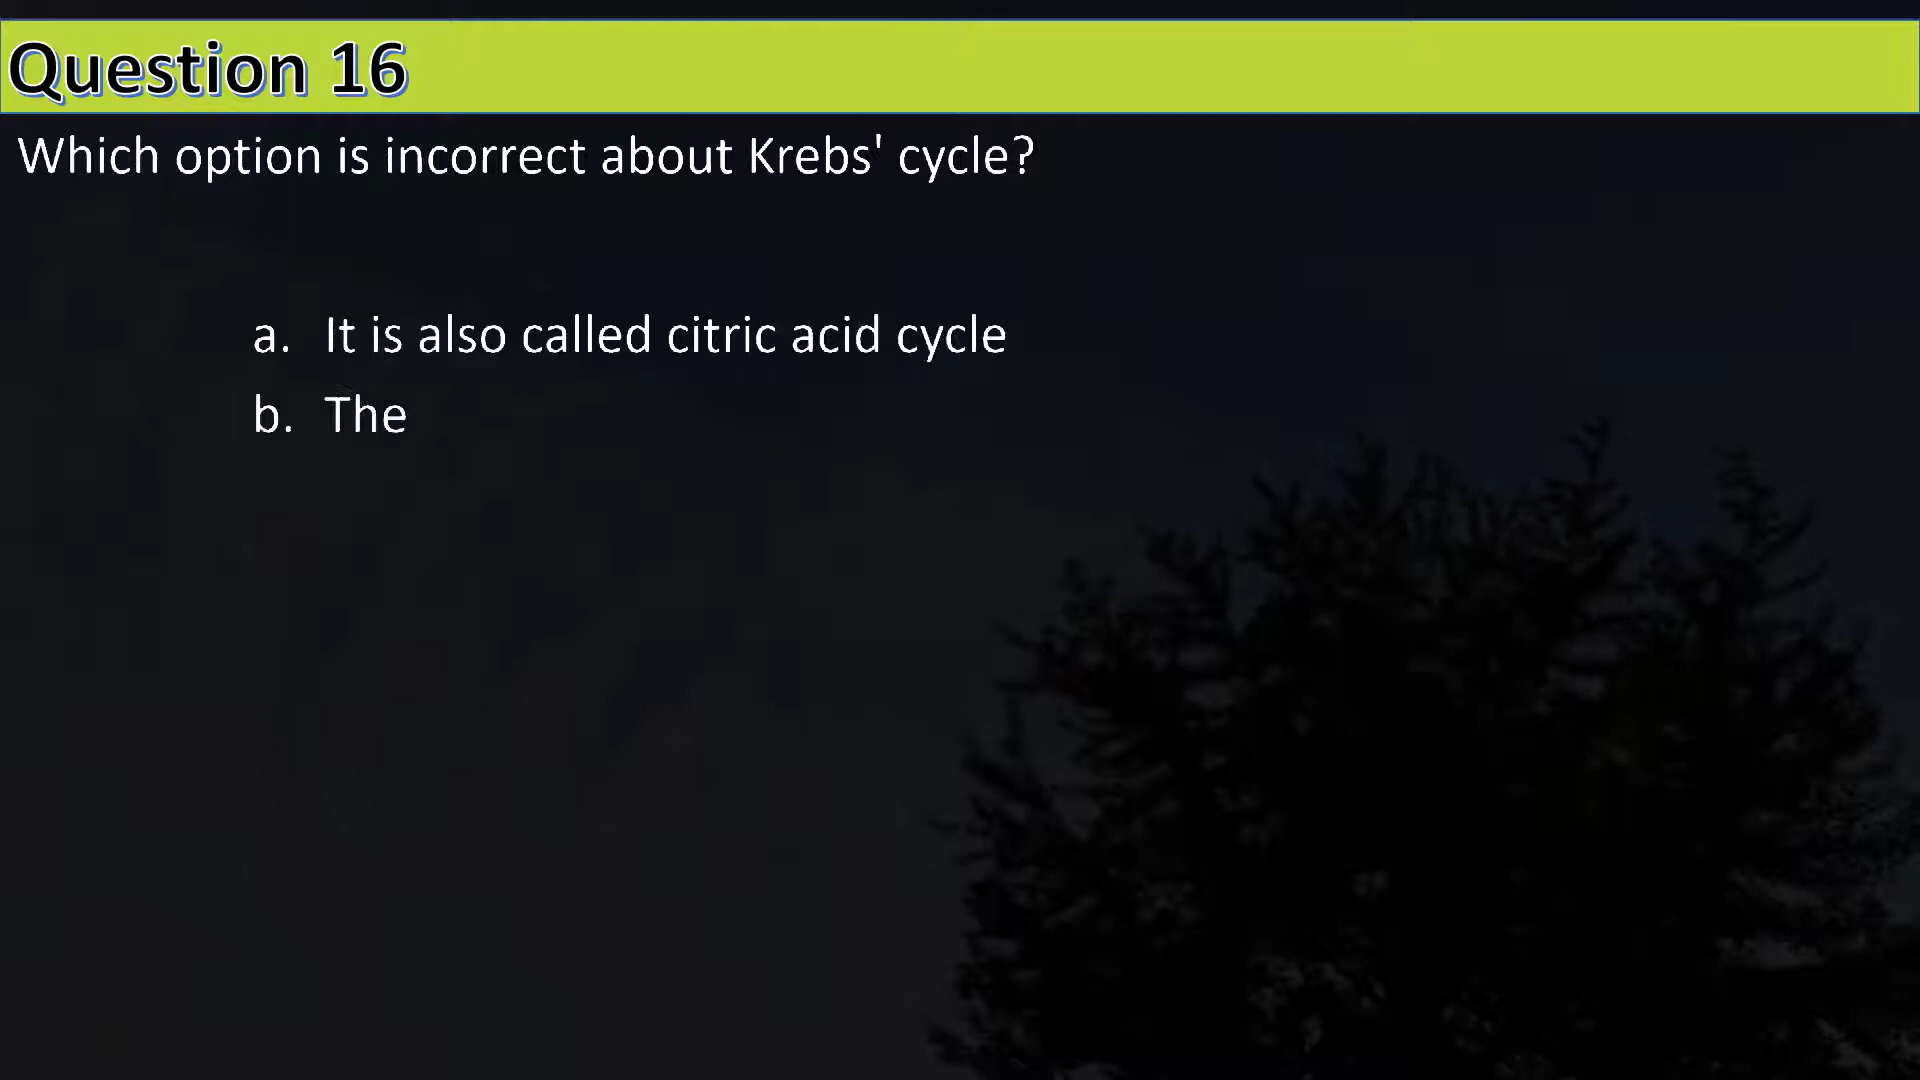 Question 16
Which option is incorrect about Krebs' cycle?
a. It is also called citric acid cycle
b. The